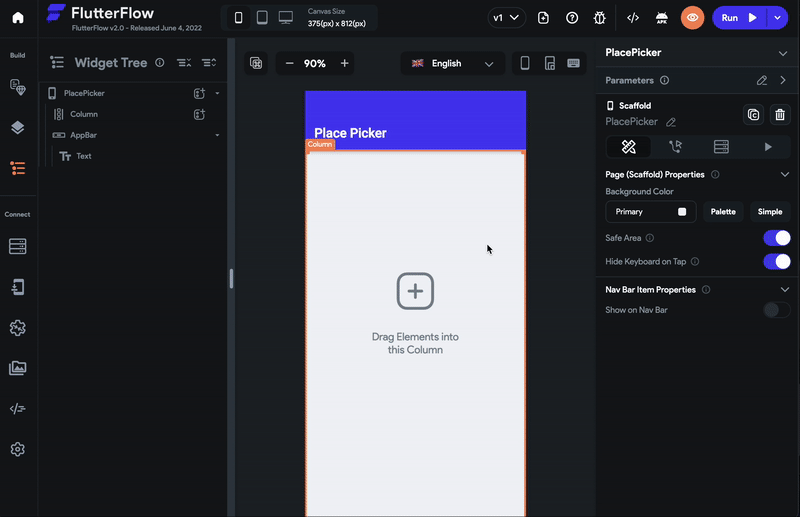 FlutterFlow
FlutterFlow v2.0 - Released June 4, 2022
Canvas Size
375(px) x 812(px)
v1
APK
Run
Build
Connect
Widget Tree
PlacePicker
Column
AppBar
Text
90%
English
Place Picker
Column
Drag Elements into
this Column
PlacePicker
Parameters
Scaffold
PlacePicker
Page (Scaffold) Properties
Background Color
Primary
Palette
Simple
Safe Area
Hide Keyboard on Tap
Nav Bar Item Properties
Show on Nav Bar